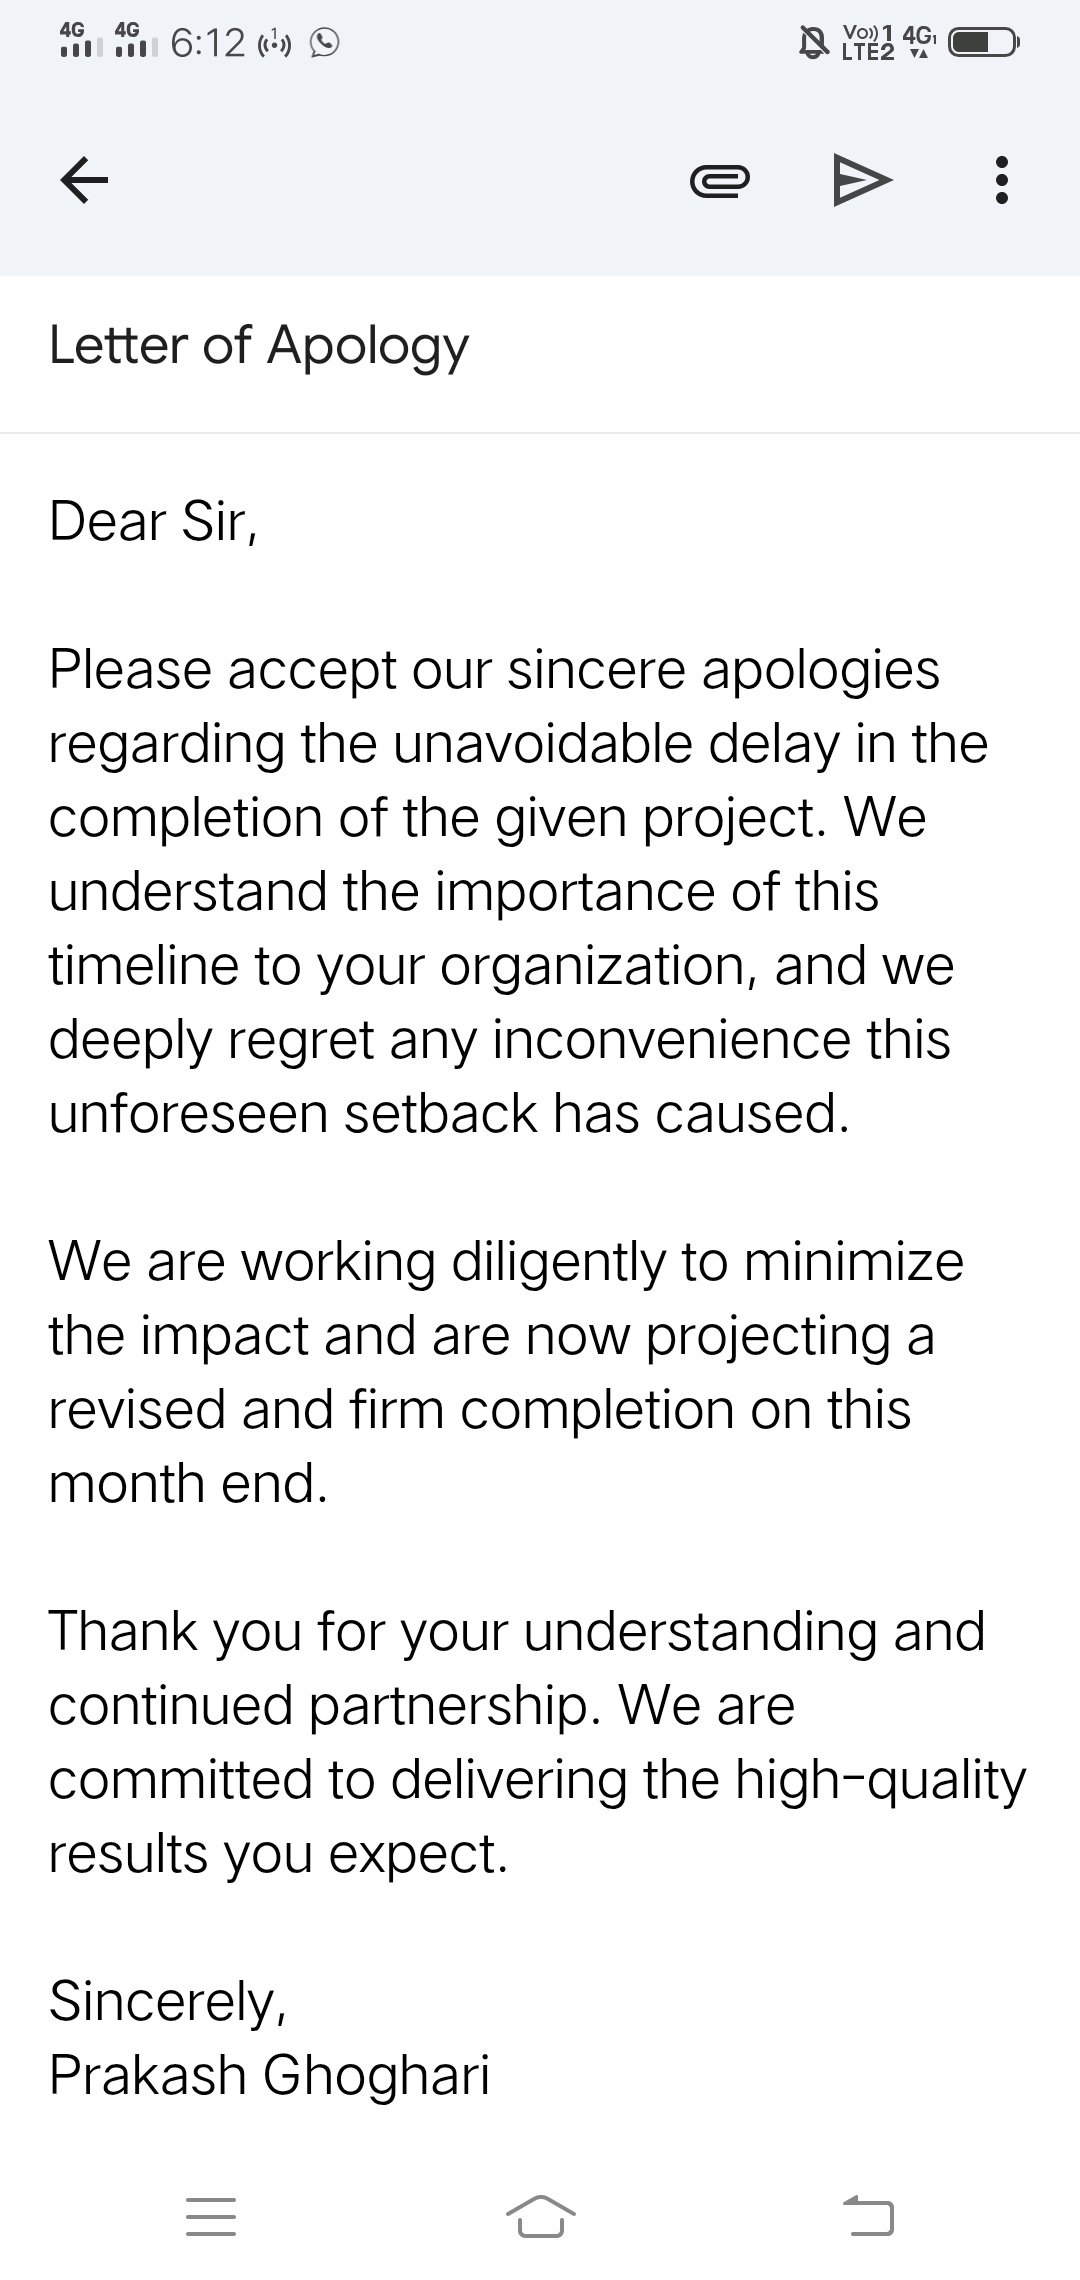 4G 4G 6:12 1 Vo)) 1 LTE2 4G1
Letter of Apology
Dear Sir,
Please accept our sincere apologies
regarding the unavoidable delay in the
completion of the given project. We
understand the importance of this
timeline to your organization, and we
deeply regret any inconvenience this
unforeseen setback has caused.
We are working diligently to minimize
the impact and are now projecting a
revised and firm completion on this
month end.
Thank you for your understanding and
continued partnership. We are
committed to delivering the high-quality
results you expect.
Sincerely,
Prakash Ghoghari